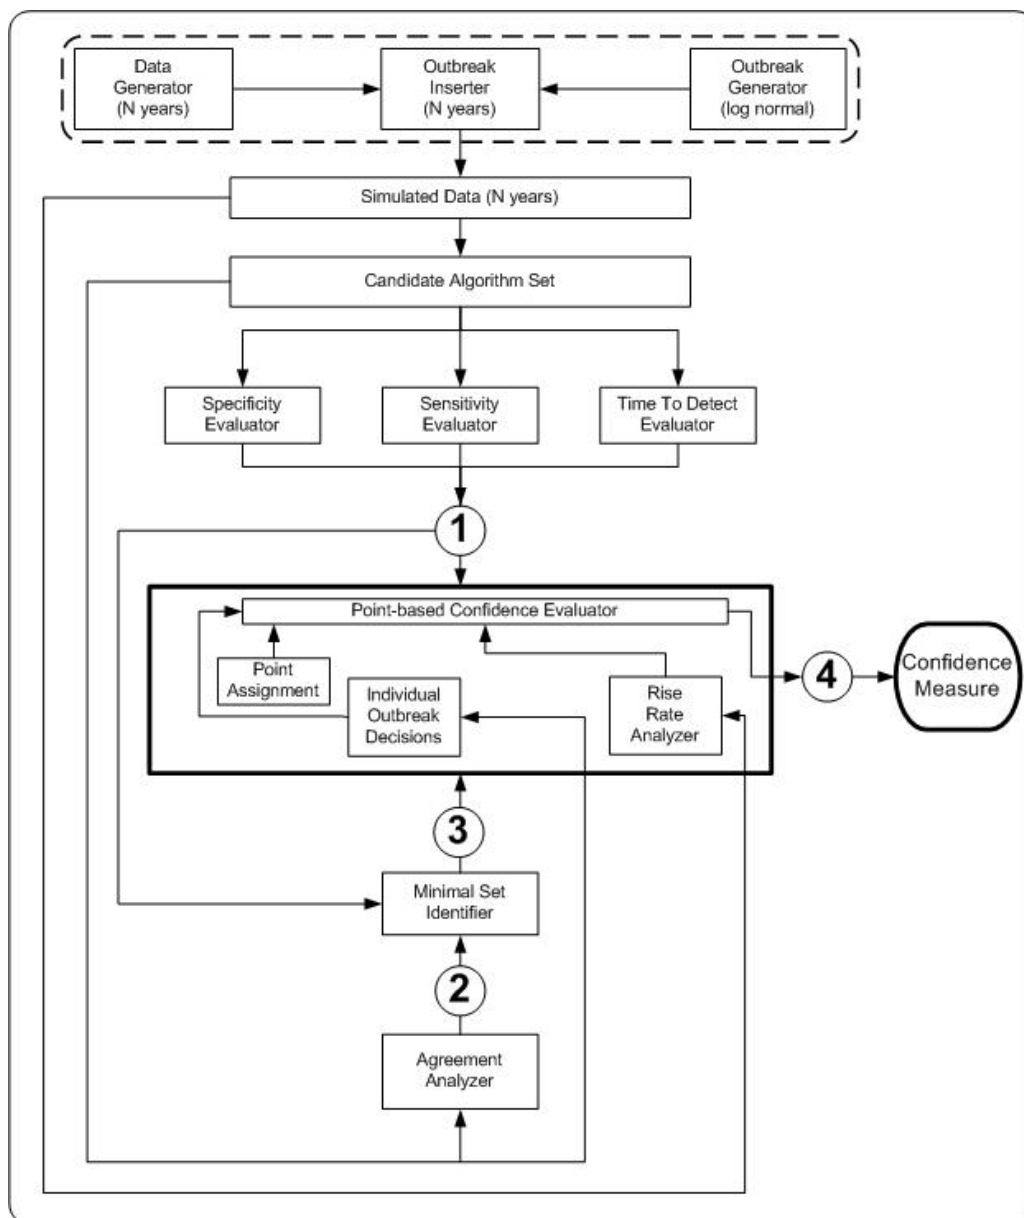 Data
Generator
(N years)
Outbreak
Inserter
(N years)
Outbreak
Generator
(log normal)
Simulated Data (N years)
Candidate Algorithm Set
Specificity
Evaluator
Sensitivity
Evaluator
Time To Detect
Evaluator
1
Point-based Confidence Evaluator
Point
Assignment
Individual
Outbreak
Decisions
Rise
Rate
Analyzer
4
Confidence
Measure
3
Minimal Set
Identifier
2
Agreement
Analyzer